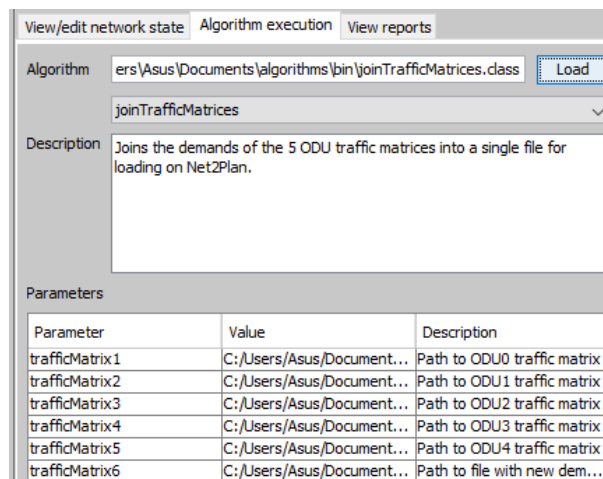 View/edit network state Algorithm execution View reports
Algorithm ers\Asus\Documents\algorithms\bin\joinTrafficMatrices.class Load
joinTrafficMatrices
Description Joins the demands of the 5 ODU traffic matrices into a single file for
loading on Net2Plan.
Parameters
Parameter Value Description
trafficMatrix1 C:/Users/Asus/Document... Path to ODU0 traffic matrix
trafficMatrix2 C:/Users/Asus/Document... Path to ODU1 traffic matrix
trafficMatrix3 C:/Users/Asus/Document... Path to ODU2 traffic matrix
trafficMatrix4 C:/Users/Asus/Document... Path to ODU3 traffic matrix
trafficMatrix5 C:/Users/Asus/Document... Path to ODU4 traffic matrix
trafficMatrix6 C:/Users/Asus/Document... Path to file with new dem...